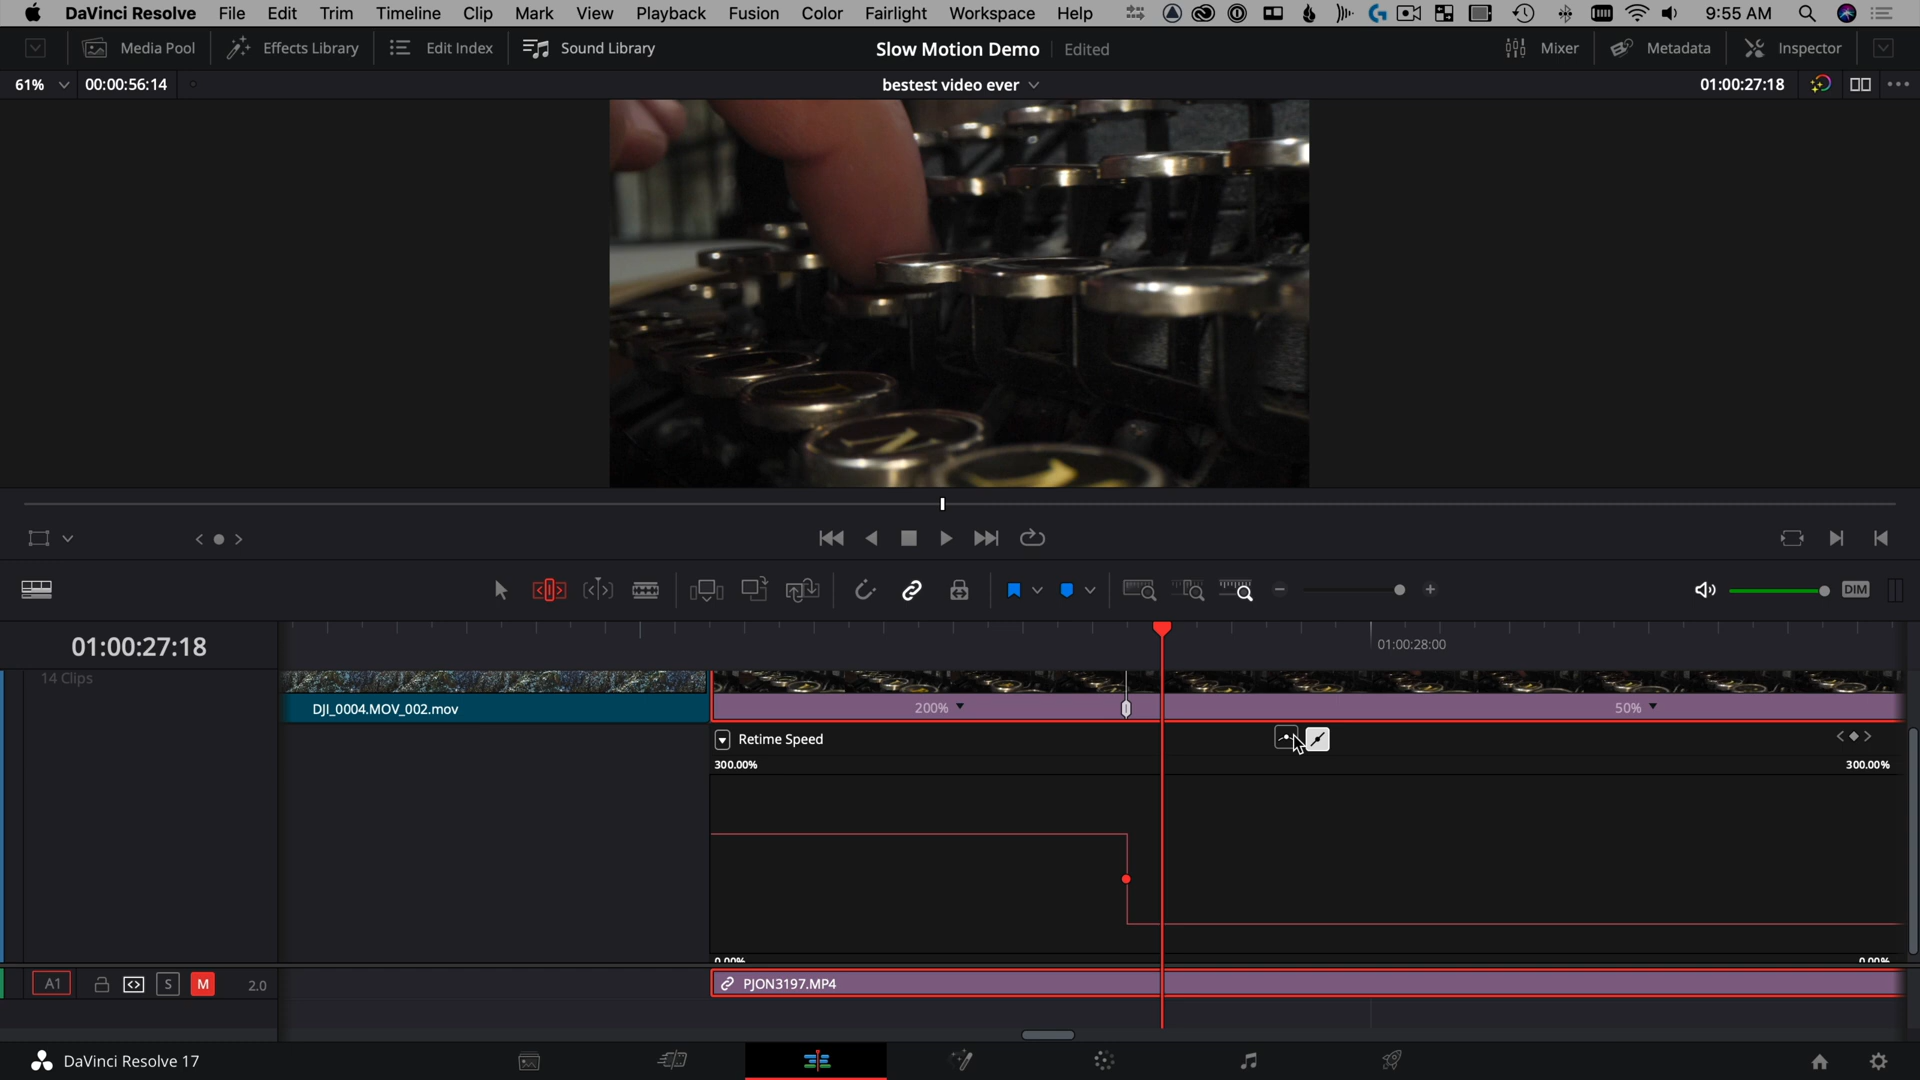 DaVinci Resolve File Edit Trim Timeline Clip Mark View Playback Fusion Color Fairlight Workspace Help 9:55 AM
Media Pool Effects Library Edit Index Sound Library Slow Motion Demo Edited Mixer Metadata Inspector
61% 00:00:56:14 bestest video ever 01:00:27:18
DIM
01:00:27:18 01:00:28:00
14 Clips
DJI_0004.MOV_002.mov 200% 50%
Retime Speed
300.00% 300.00%
0.00% 0.00%
A1 S M 2.0 PJON3197.MP4
DaVinci Resolve 17